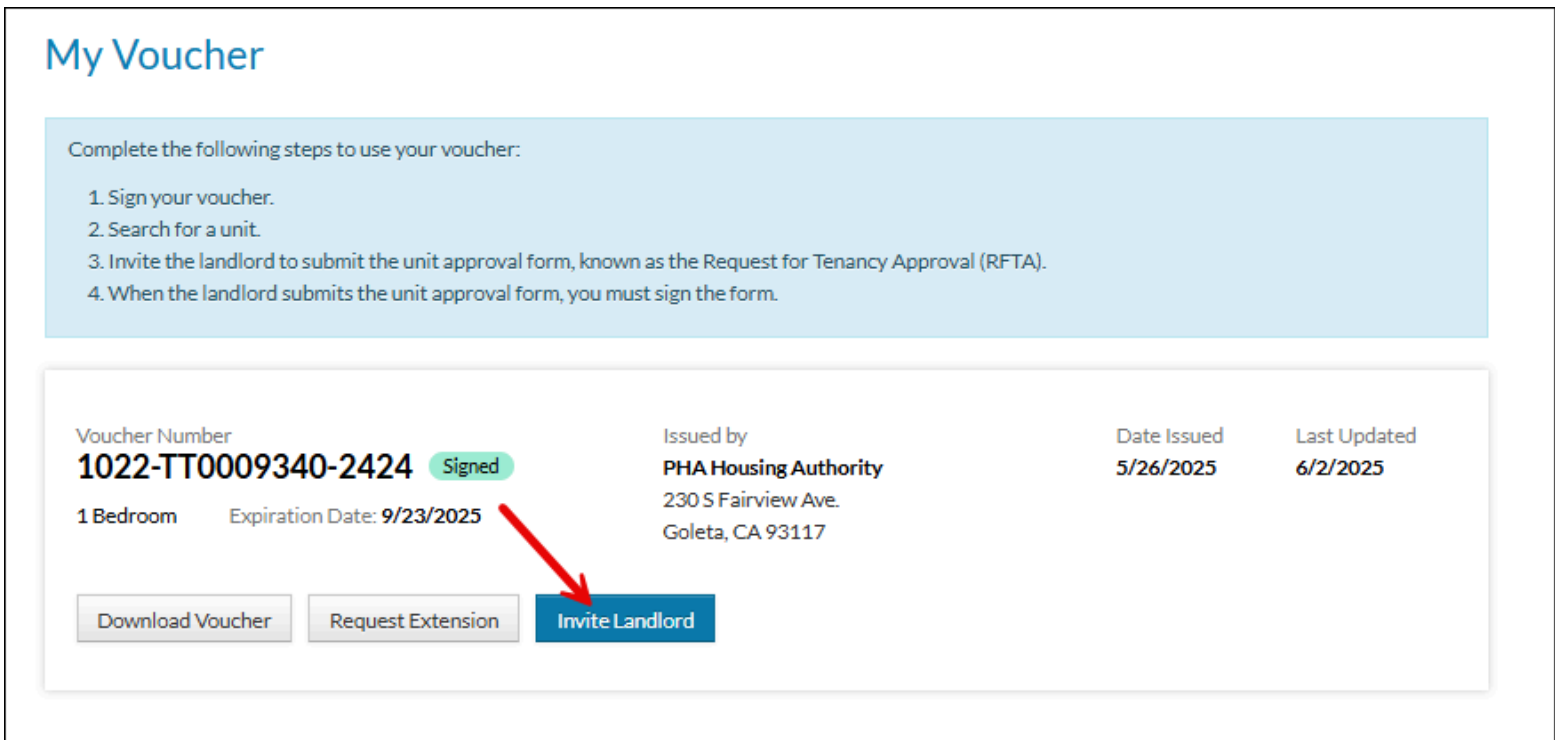 My Voucher
Complete the following steps to use your voucher:
1. Sign your voucher.
2. Search for a unit.
3. Invite the landlord to submit the unit approval form, known as the Request for Tenancy Approval (RFTA).
4. When the landlord submits the unit approval form, you must sign the form.
Voucher Number
1022-TT0009340-2424 Signed
1 Bedroom Expiration Date: 9/23/2025
Issued by
PHA Housing Authority
230 S Fairview Ave.
Goleta, CA 93117
Date Issued
5/26/2025
Last Updated
6/2/2025
Download Voucher Request Extension Invite Landlord